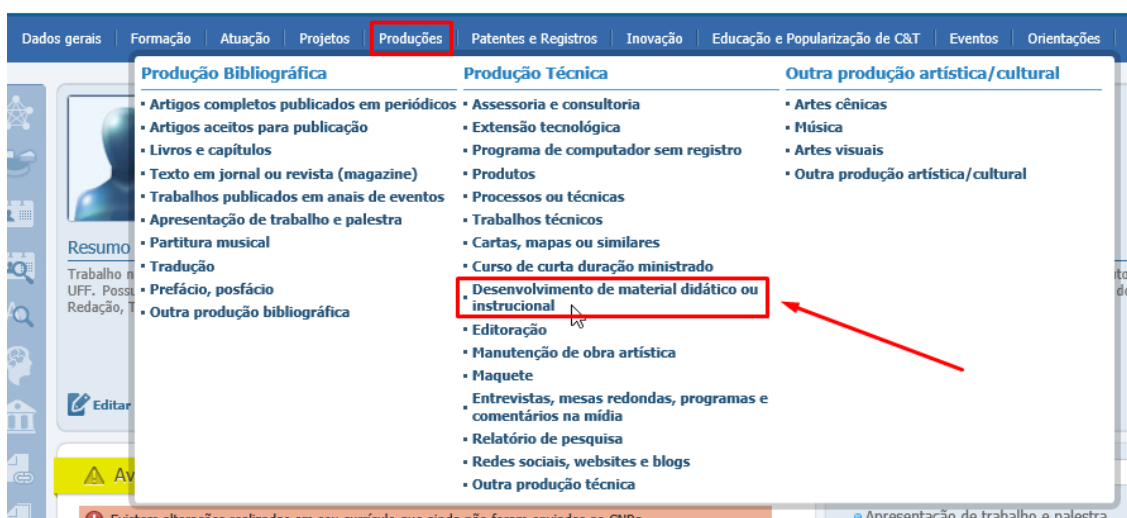 Dados gerais Formação Atuação Projetos Produções Patentes e Registros Inovação Educação e Popularização de C&T Eventos Orientações
Produção Bibliográfica
▪ Artigos completos publicados em periódicos
▪ Artigos aceitos para publicação
▪ Livros e capítulos
▪ Texto em jornal ou revista (magazine)
▪ Trabalhos publicados em anais de eventos
▪ Apresentação de trabalho e palestra
▪ Partitura musical
▪ Tradução
▪ Prefácio, posfácio
▪ Outra produção bibliográfica
Produção Técnica
▪ Assessoria e consultoria
▪ Extensão tecnológica
▪ Programa de computador sem registro
▪ Produtos
▪ Processos ou técnicas
▪ Trabalhos técnicos
▪ Cartas, mapas ou similares
▪ Curso de curta duração ministrado
▪ Desenvolvimento de material didático ou
instrucional
▪ Editoração
▪ Manutenção de obra artística
▪ Maquete
▪ Entrevistas, mesas redondas, programas e
comentários na mídia
▪ Relatório de pesquisa
▪ Redes sociais, websites e blogs
▪ Outra produção técnica
Outra produção artística/cultural
▪ Artes cênicas
▪ Música
▪ Artes visuais
▪ Outra produção artística/cultural
Resumo
Trabalho
UFF.
Redação,
Editar
Apresentação de trabalho e palestra